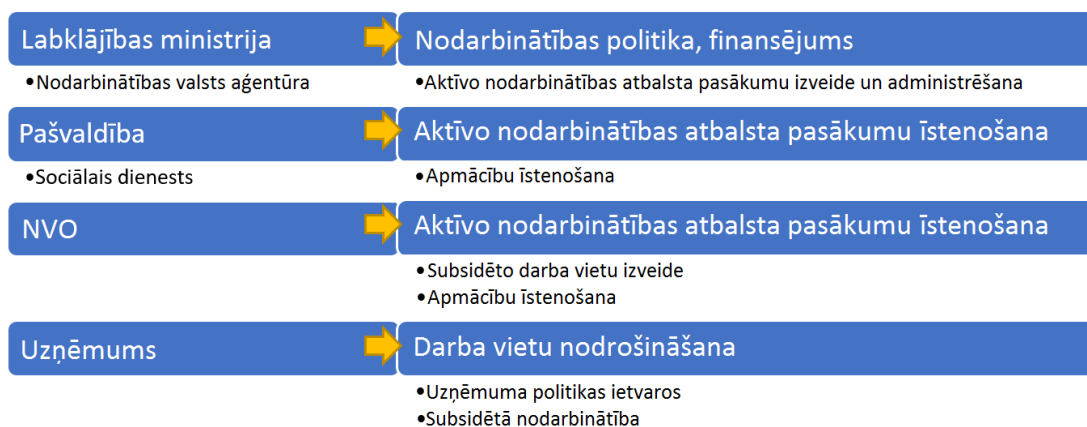 Labklājības ministrija
Nodarbinātības politika, finansējums
•Nodarbinātības valsts aģentūra
•Aktīvo nodarbinātības atbalsta pasākumu izveide un administrēšana
Pašvaldība
Aktīvo nodarbinātības atbalsta pasākumu īstenošana
•Sociālais dienests
•Apmācību īstenošana
NVO
Aktīvo nodarbinātības atbalsta pasākumu īstenošana
•Subsidēto darba vietu izveide
•Apmācību īstenošana
Uzņēmums
Darba vietu nodrošināšana
•Uzņēmuma politikas ietvaros
•Subsidētā nodarbinātība